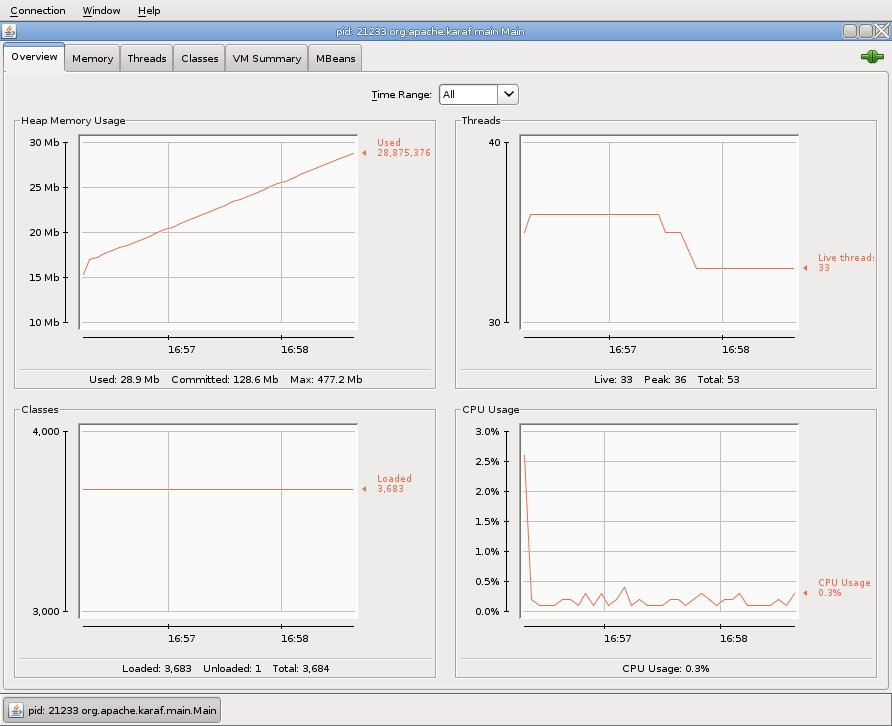 Connection Window Help
pid: 21233 org.apache.karaf.main.Main
Overview Memory Threads Classes VM Summary MBeans
Time Range: All
Heap Memory Usage
30 Mb
25 Mb
20 Mb
15 Mb
10 Mb
16:57 16:58
Used
28,875,376
Used: 28.9 Mb Committed: 128.6 Mb Max: 477.2 Mb
Threads
40
30
16:57 16:58
Live threads
33
Live: 33 Peak: 36 Total: 53
Classes
4,000
3,000
16:57 16:58
Loaded
3,683
Loaded: 3,683 Unloaded: 1 Total: 3,684
CPU Usage
3.0%
2.5%
2.0%
1.5%
1.0%
0.5%
0.0%
16:57 16:58
CPU Usage
0.3%
CPU Usage: 0.3%
pid: 21233 org.apache.karaf.main.Main